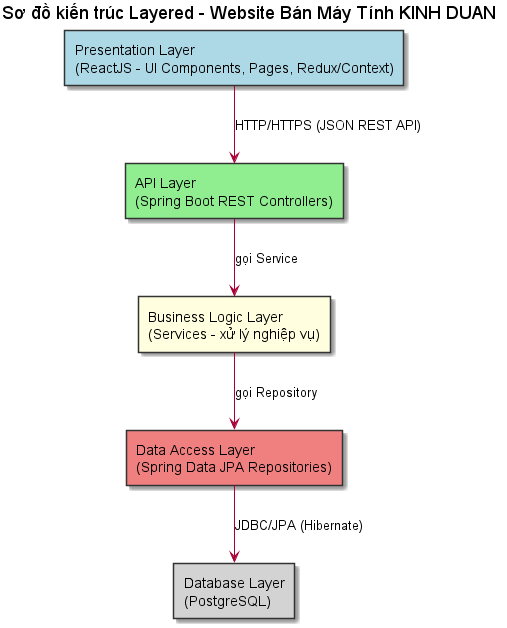 Sơ đồ kiến trúc Layered - Website Bán Máy Tính KINH DUAN
Presentation Layer
(ReactJS - UI Components, Pages, Redux/Context)
HTTP/HTTPS (JSON REST API)
API Layer
(Spring Boot REST Controllers)
gọi Service
Business Logic Layer
(Services - xử lý nghiệp vụ)
gọi Repository
Data Access Layer
(Spring Data JPA Repositories)
JDBC/JPA (Hibernate)
Database Layer
(PostgreSQL)